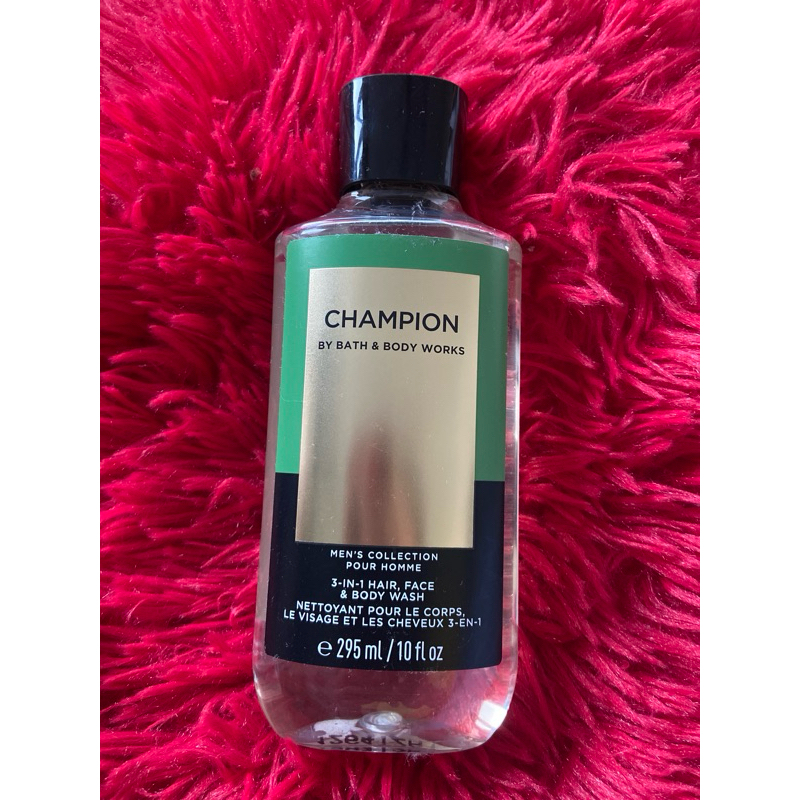 CHAMPION
BY BATH & BODY WORKS
MEN'S COLLECTION
POUR HOMME
3-IN-1 HAIR, FACE
& BODY WASH
NETTOYANT POUR LE CORPS,
LE VISAGE ET LES CHEVEUX 3-EN-1
℮ 295 ml / 10 fl oz